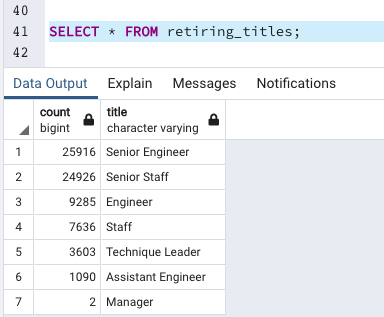 40
41 SELECT * FROM retiring_titles;
42
Data Output Explain Messages Notifications
count title
bigint character varying
1 25916 Senior Engineer
2 24926 Senior Staff
3 9285 Engineer
4 7636 Staff
5 3603 Technique Leader
6 1090 Assistant Engineer
7 2 Manager